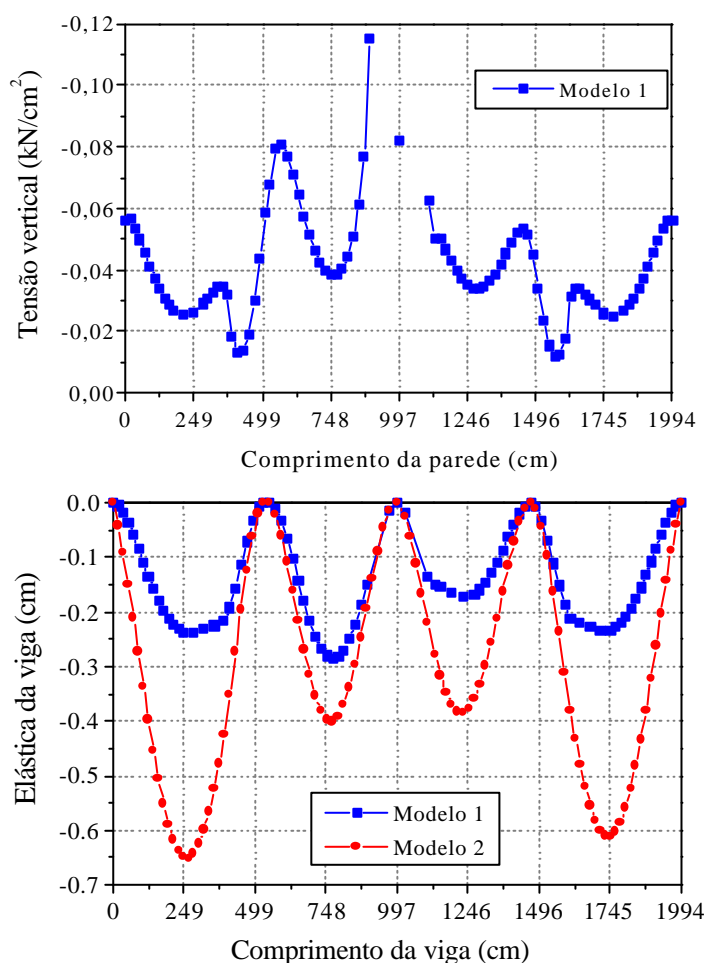 -0,12
-0,10
-0,08
-0,06
-0,04
-0,02
0,00
Tensão vertical (kN/cm²)
Modelo 1
0 249 499 748 997 1246 1496 1745 1994
Comprimento da parede (cm)
0.0
-0.1
-0.2
-0.3
-0.4
-0.5
-0.6
-0.7
Elástica da viga (cm)
Modelo 1
Modelo 2
0 249 499 748 997 1246 1496 1745 1994
Comprimento da viga (cm)